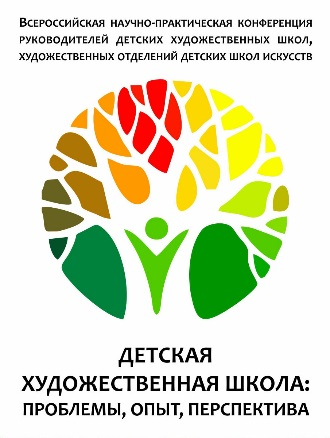 Всероссийская научно-практическая конференция
руководителей детских художественных школ,
художественных отделений детских школ искусств
ДЕТСКАЯ
ХУДОЖЕСТВЕННАЯ ШКОЛА:
ПРОБЛЕМЫ, ОПЫТ, ПЕРСПЕКТИВА